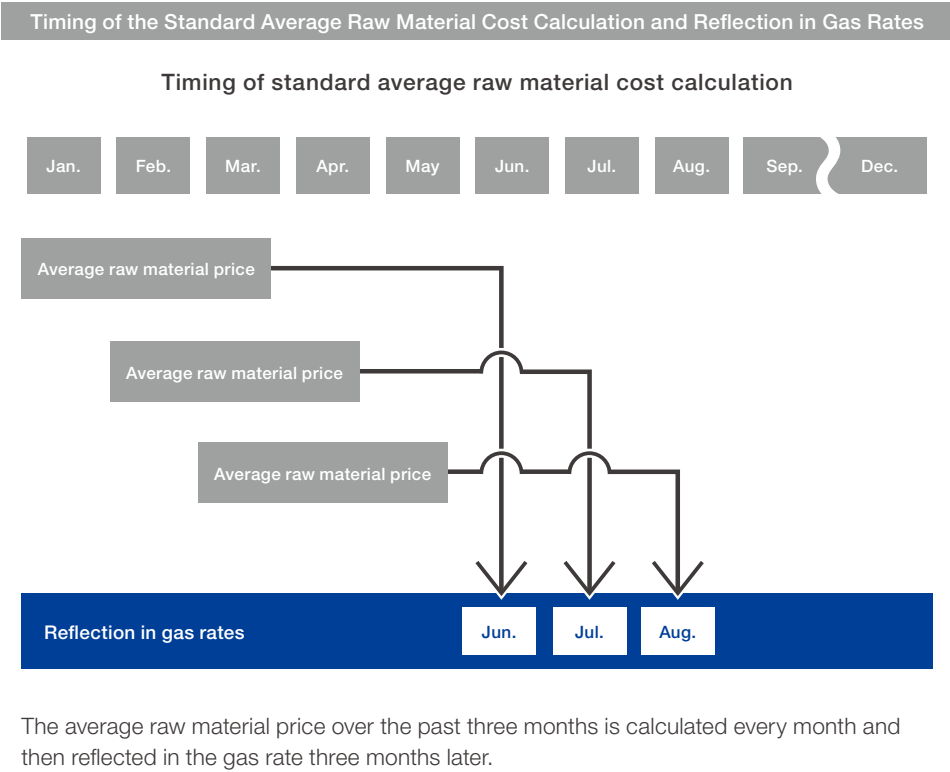 Timing of the Standard Average Raw Material Cost Calculation and Reflection in Gas Rates
Timing of standard average raw material cost calculation
Jan. Feb. Mar. Apr. May Jun. Jul. Aug. Sep. Dec.
Average raw material price
Average raw material price
Average raw material price
Reflection in gas rates Jun. Jul. Aug.
The average raw material price over the past three months is calculated every month and
then reflected in the gas rate three months later.